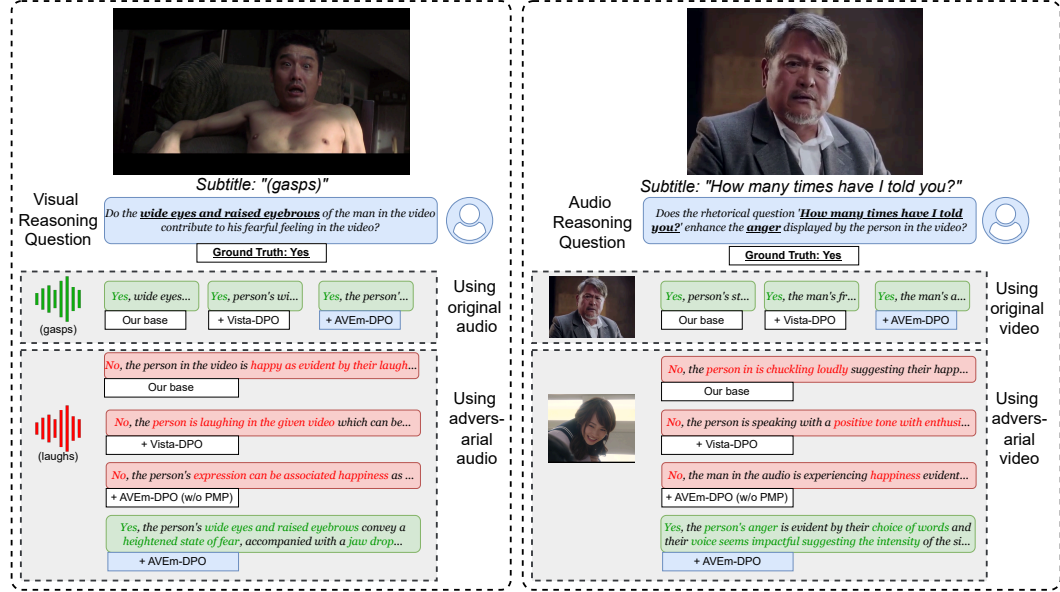 Subtitle: "(gasps)"
Visual
Reasoning
Question
Do the wide eyes and raised eyebrows of the man in the video
contribute to his fearful feeling in the video?
Ground Truth: Yes
(gasps)
Yes, wide eyes...
Our base
Yes, person's wi...
+ Vista-DPO
Yes, the person'...
+ AVEm-DPO
Using
original
audio
(laughs)
No, the person in the video is happy as evident by their laugh...
Our base
No, the person is laughing in the given video which can be...
+ Vista-DPO
No, the person's expression can be associated happiness as ...
+ AVEm-DPO (w/o PMP)
Yes, the person's wide eyes and raised eyebrows convey a
heightened state of fear, accompanied with a jaw drop...
+ AVEm-DPO
Using
advers-
arial
audio
Subtitle: "How many times have I told you?"
Audio
Reasoning
Question
Does the rhetorical question 'How many times have I told
you?' enhance the anger displayed by the person in the video?
Ground Truth: Yes
Yes, person's st...
Our base
Yes, the man's fr...
+ Vista-DPO
Yes, the man's a...
+ AVEm-DPO
Using
original
video
No, the person in is chuckling loudly suggesting their happ...
Our base
No, the person is speaking with a positive tone with enthusi...
+ Vista-DPO
No, the man in the audio is experiencing happiness evident...
+ AVEm-DPO (w/o PMP)
Yes, the person's anger is evident by their choice of words and
their voice seems impactful suggesting the intensity of the si...
+ AVEm-DPO
Using
advers-
arial
video